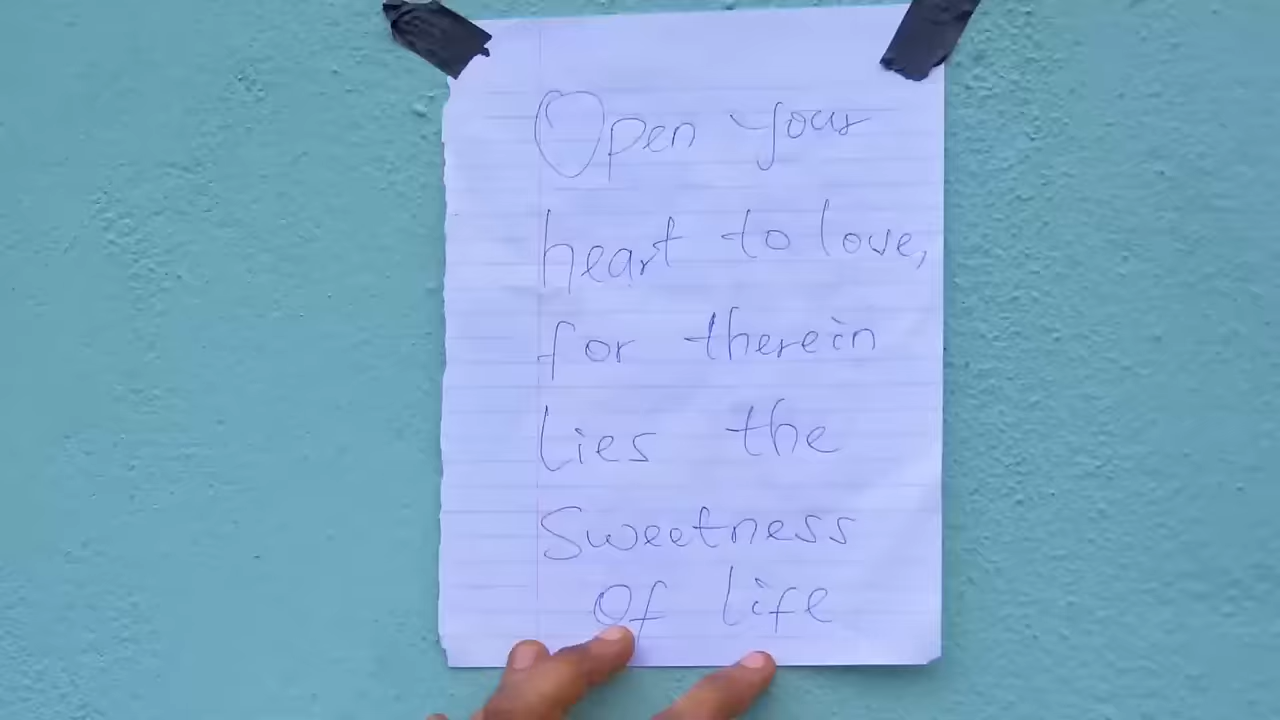 Open your
heart to love,
for therein
lies the
Sweetness
of life